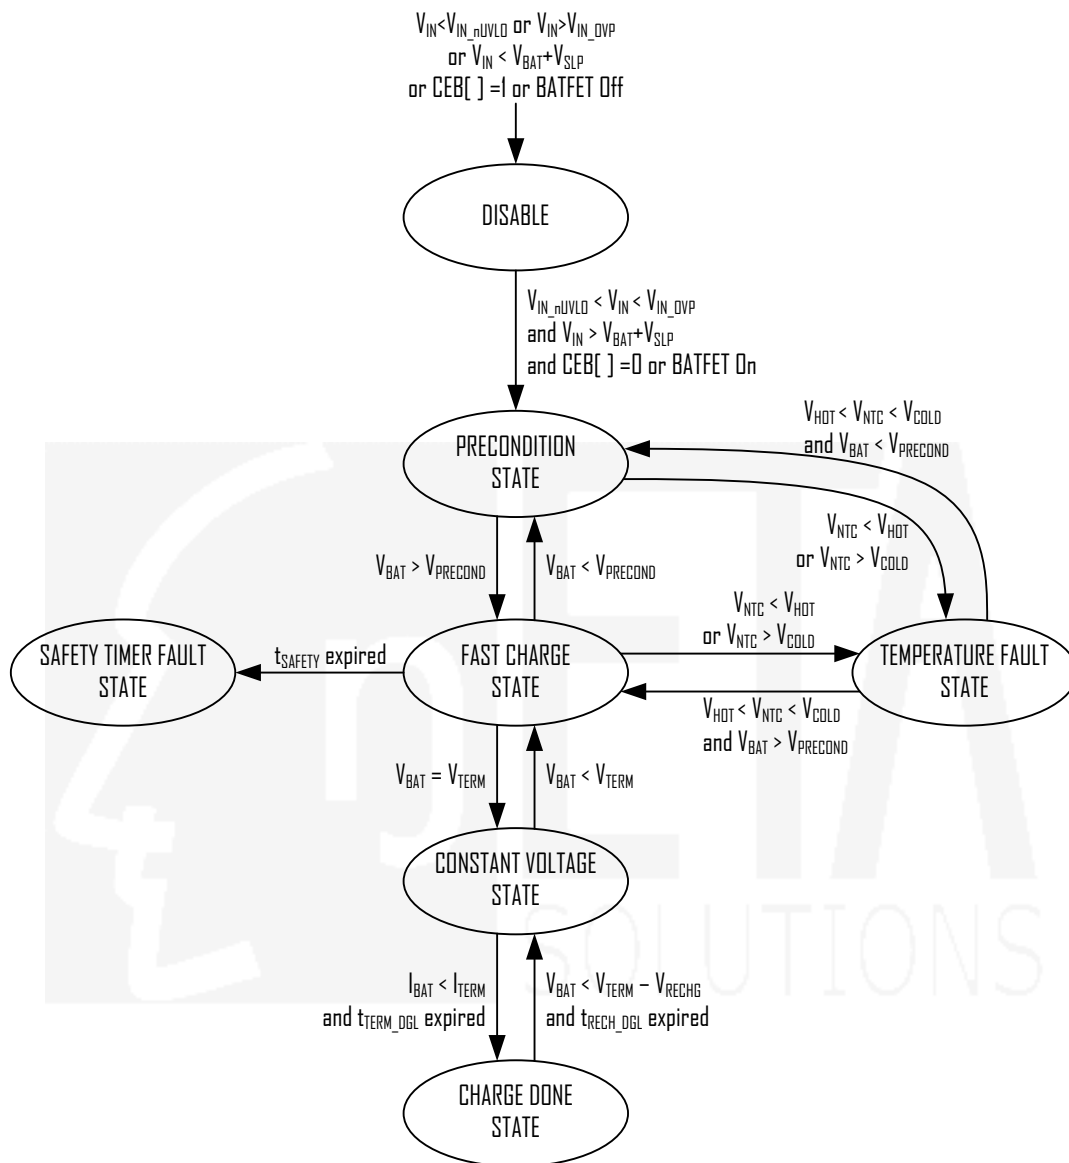 V_IN<V_IN_nUVLO or V_IN>V_IN_OVP
or V_IN < V_BAT+V_SLP
or CEB[ ] =1 or BATFET Off
DISABLE
V_IN_nUVLO < V_IN < V_IN_OVP
and V_IN > V_BAT+V_SLP
and CEB[ ] =0 or BATFET On
V_HOT < V_NTC < V_COLD
and V_BAT < V_PRECOND
PRECONDITION
STATE
V_NTC < V_HOT
or V_NTC > V_COLD
V_BAT > V_PRECOND
V_BAT < V_PRECOND
V_NTC < V_HOT
or V_NTC > V_COLD
SAFETY TIMER FAULT
STATE
t_SAFETY expired
FAST CHARGE
STATE
TEMPERATURE FAULT
STATE
V_HOT < V_NTC < V_COLD
and V_BAT > V_PRECOND
V_BAT = V_TERM
V_BAT < V_TERM
CONSTANT VOLTAGE
STATE
I_BAT < I_TERM
and t_TERM_DGL expired
V_BAT < V_TERM – V_RECHG
and t_RECH_DGL expired
CHARGE DONE
STATE
ETA
SOLUTIONS